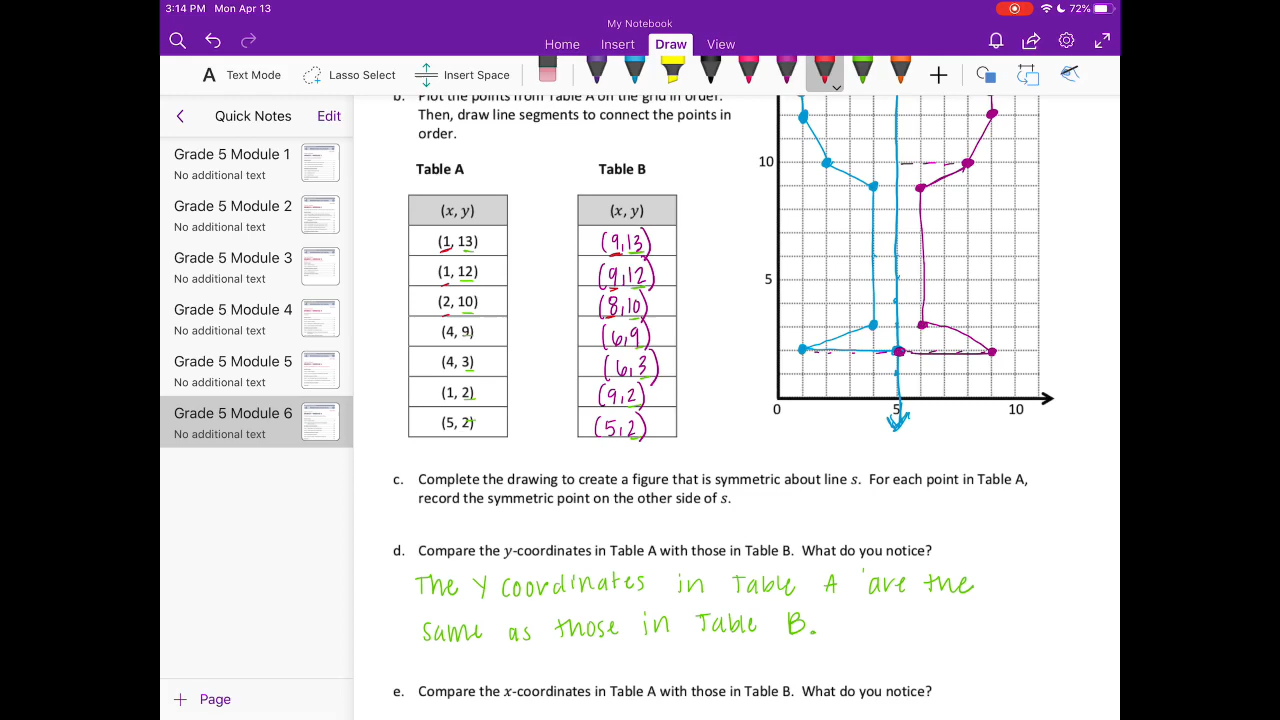 3:14 PM Mon Apr 13
My Notebook
72%
Home Insert Draw View
A Text Mode Lasso Select Insert Space
Quick Notes Edit
Grade 5 Module 1
No additional text
Grade 5 Module 2
No additional text
Grade 5 Module 3
No additional text
Grade 5 Module 4
No additional text
Grade 5 Module 5
No additional text
Grade 5 Module 6
No additional text
Page
b. Plot the points from Table A on the grid in order.
Then, draw line segments to connect the points in
order.
Table A Table B
(x, y) (x, y)
(1, 13) (9,13)
(1, 12) (9,12)
(2, 10) (8,10)
(4, 9) (6,9)
(4, 3) (6,3)
(1, 2) (9,2)
(5, 2) (5,2)
10
5
0 5 10
c. Complete the drawing to create a figure that is symmetric about line s. For each point in Table A,
record the symmetric point on the other side of s.
d. Compare the y-coordinates in Table A with those in Table B. What do you notice?
The Y coordinates in Table A are the
same as those in Table B.
e. Compare the x-coordinates in Table A with those in Table B. What do you notice?